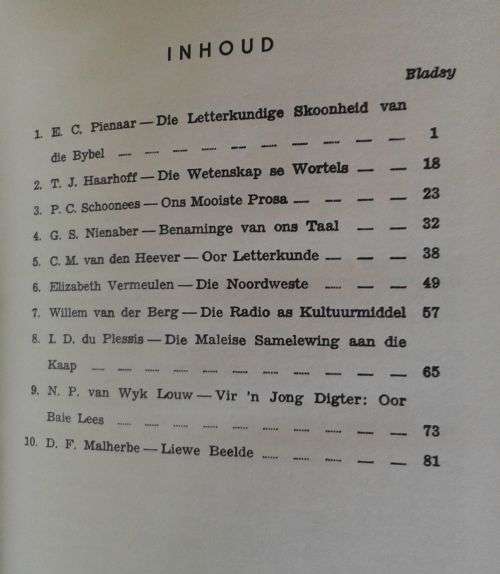 INHOUD
Bladsy
1. E. C. Pienaar — Die Letterkundige Skoonheid van
die Bybel — — — — — — — — 1
2. T. J. Haarhoff — Die Wetenskap se Wortels — — 18
3. P. C. Schoonees — Ons Mooiste Prosa — — — — 23
4. G. S. Nienaber — Benaminge van ons Taal — — 32
5. C. M. van den Heever — Oor Letterkunde — — — 38
6. Elizabeth Vermeulen — Die Noordweste — — — 49
7. Willem van der Berg — Die Radio as Kultuurmiddel 57
8. I. D. du Plessis — Die Maleise Samelewing aan die
Kaap — — — — — — — — — 65
9. N. P. van Wyk Louw — Vir 'n Jong Digter: Oor
Baie Lees — — — — — — — — 73
10. D. F. Malherbe — Liewe Beelde — — — — — 81